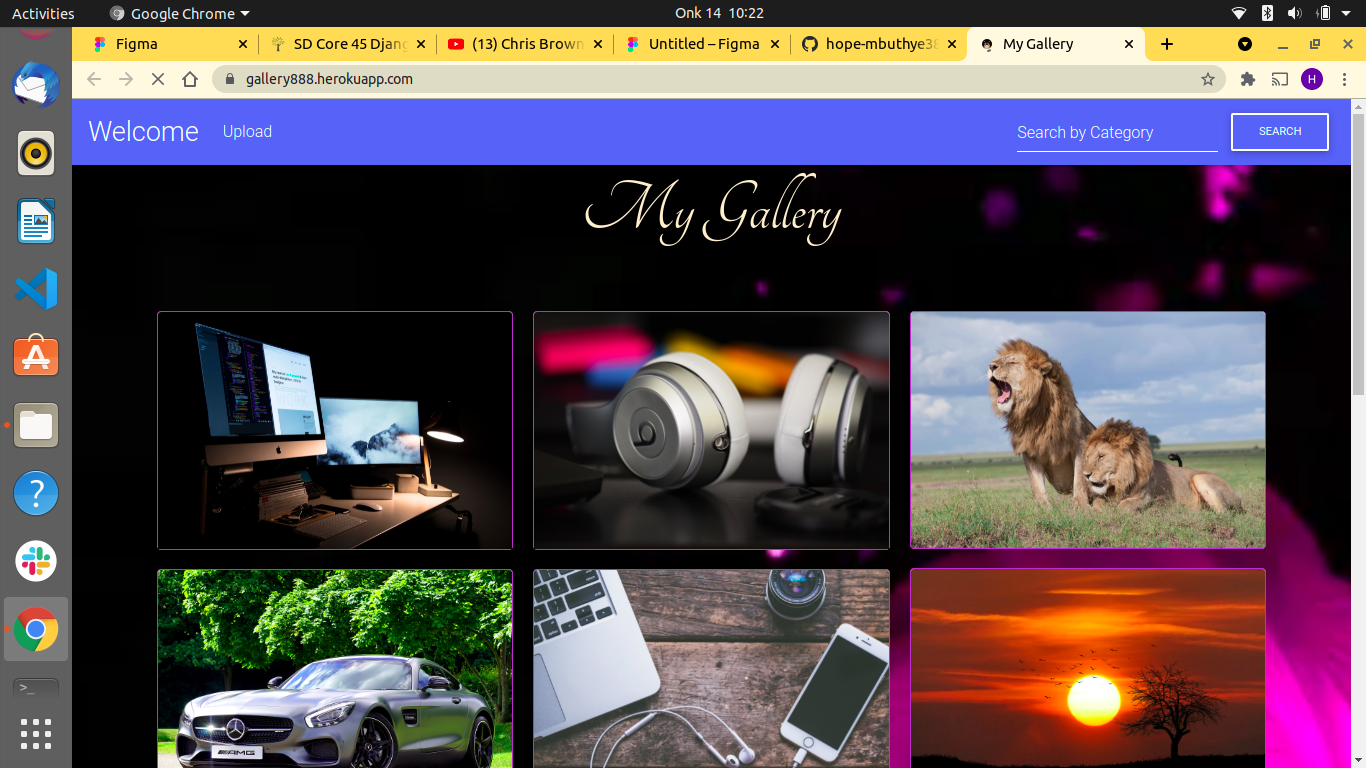 Activities
Google Chrome
Onk 14 10:22
Figma
SD Core 45 Djang
(13) Chris Brown
Untitled – Figma
hope-mbuthye38
My Gallery
gallery888.herokuapp.com
H
Welcome
Upload
Search by Category
SEARCH
My Gallery
AMG